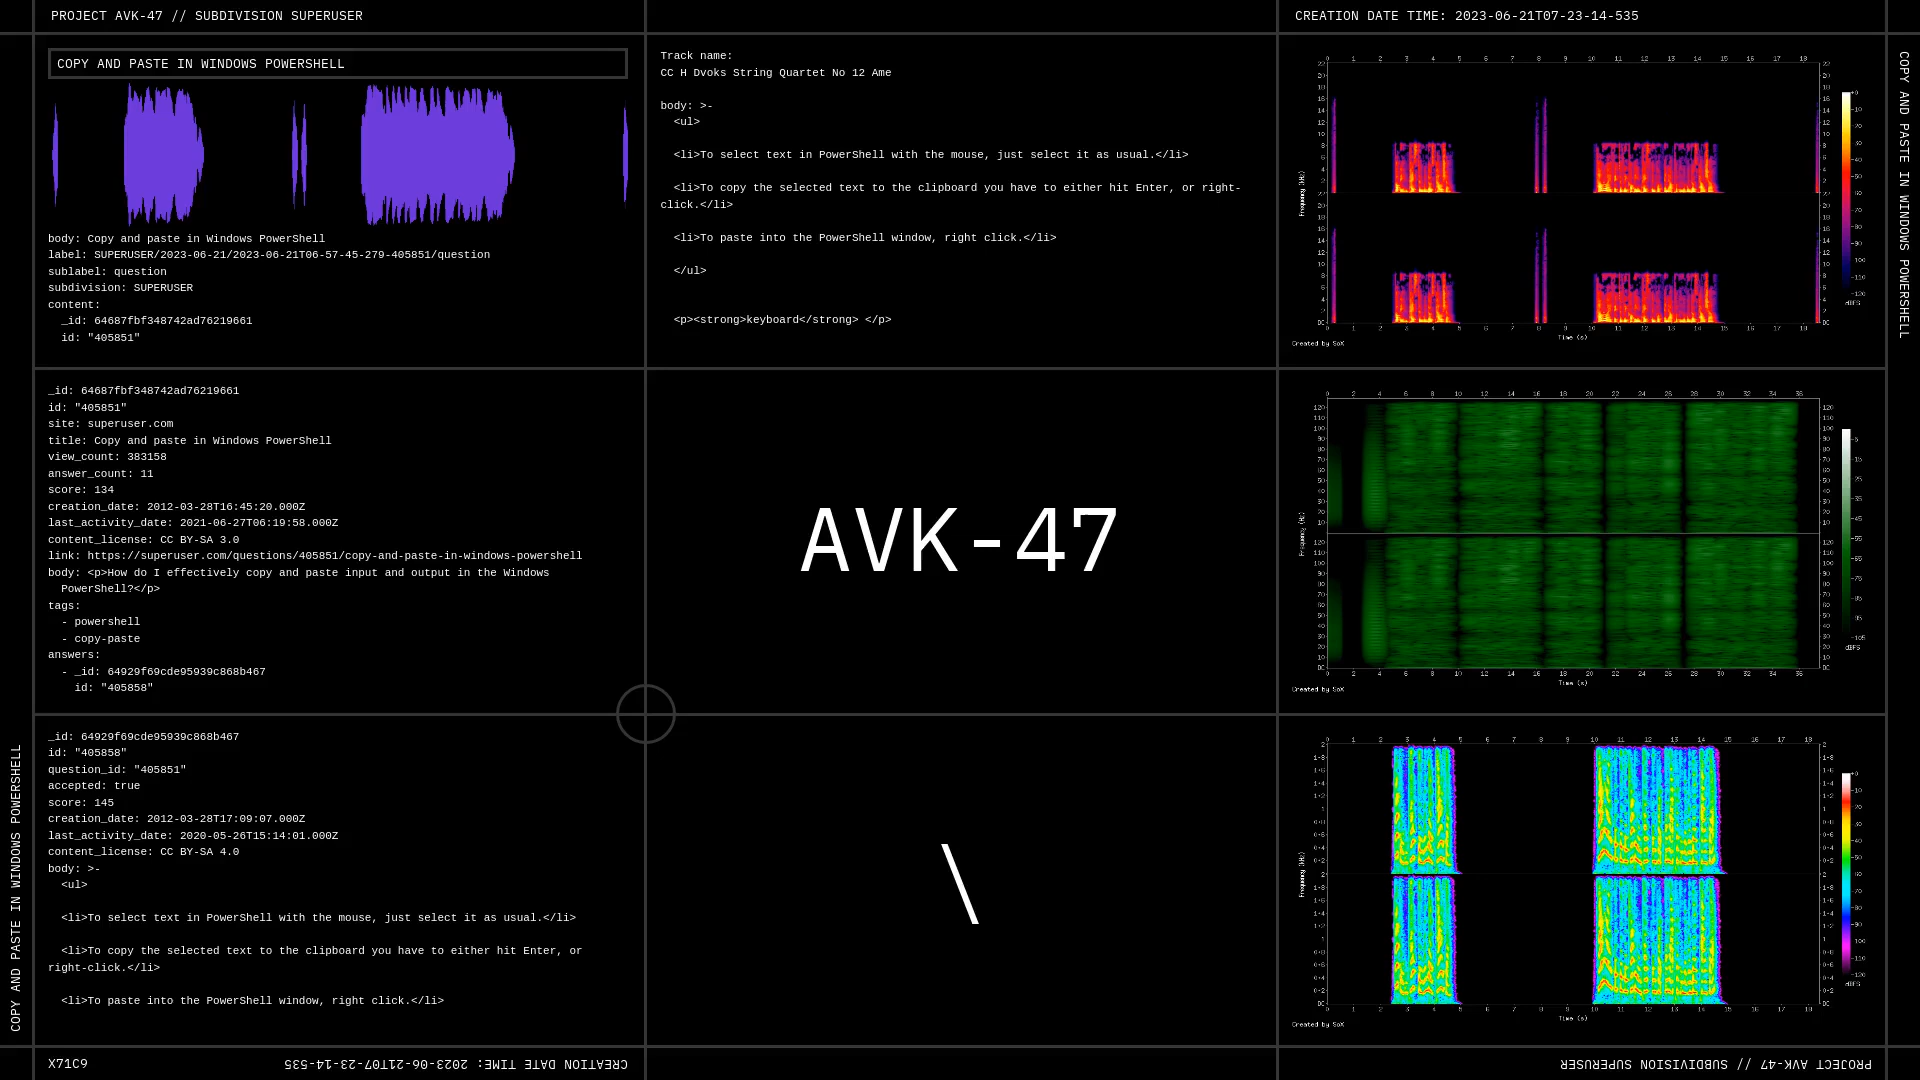 PROJECT AVK-47 // SUBDIVISION SUPERUSER
CREATION DATE TIME: 2023-06-21T07-23-14-535
COPY AND PASTE IN WINDOWS POWERSHELL
body: Copy and paste in Windows PowerShell
label: SUPERUSER/2023-06-21/2023-06-21T06-57-45-279-405851/question
sublabel: question
subdivision: SUPERUSER
content:
_id: 64687fbf348742ad76219661
id: "405851"
Track name:
CC H Dvoks String Quartet No 12 Ame
body: >-
<ul>
<li>To select text in PowerShell with the mouse, just select it as usual.</li>
<li>To copy the selected text to the clipboard you have to either hit Enter, or right-
click.</li>
<li>To paste into the PowerShell window, right click.</li>
</ul>
<p><strong>keyboard</strong> </p>
Frequency (kHz)
Time (s)
dBFS
Created by SoX
COPY AND PASTE IN WINDOWS POWERSHELL
_id: 64687fbf348742ad76219661
id: "405851"
site: superuser.com
title: Copy and paste in Windows PowerShell
view_count: 383158
answer_count: 11
score: 134
creation_date: 2012-03-28T16:45:20.000Z
last_activity_date: 2021-06-27T06:19:58.000Z
content_license: CC BY-SA 3.0
link: https://superuser.com/questions/405851/copy-and-paste-in-windows-powershell
body: <p>How do I effectively copy and paste input and output in the Windows
PowerShell?</p>
tags:
- powershell
- copy-paste
answers:
- _id: 64929f69cde95939c868b467
id: "405858"
AVK-47
Frequency (Hz)
Time (s)
dBFS
Created by SoX
_id: 64929f69cde95939c868b467
id: "405858"
question_id: "405851"
accepted: true
score: 145
creation_date: 2012-03-28T17:09:07.000Z
last_activity_date: 2020-05-26T15:14:01.000Z
content_license: CC BY-SA 4.0
body: >-
<ul>
<li>To select text in PowerShell with the mouse, just select it as usual.</li>
<li>To copy the selected text to the clipboard you have to either hit Enter, or
right-click.</li>
<li>To paste into the PowerShell window, right click.</li>
\
Frequency (kHz)
Time (s)
dBFS
Created by SoX
COPY AND PASTE IN WINDOWS POWERSHELL
X71C9
CREATION DATE TIME: 2023-06-21T07-23-14-535
PROJECT AVK-47 // SUBDIVISION SUPERUSER